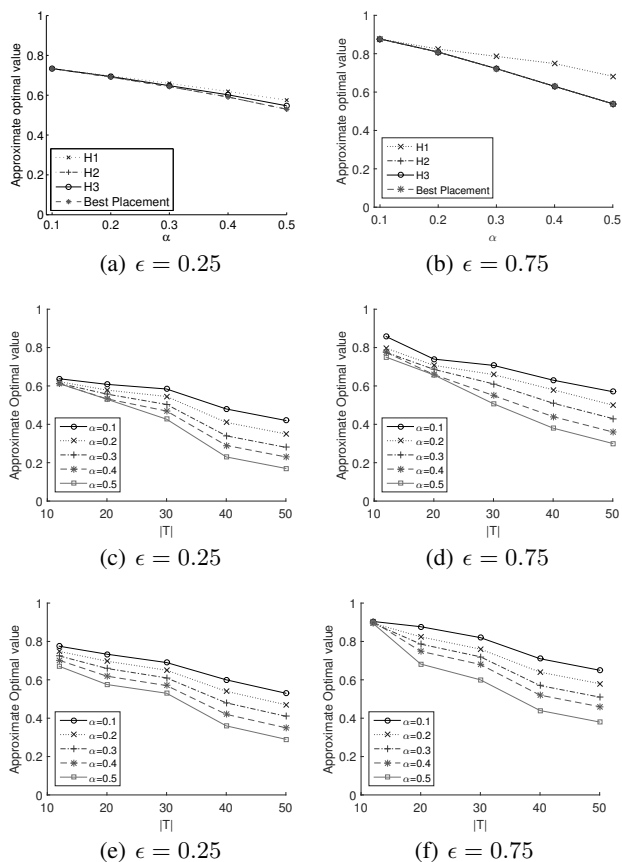 Approximate optimal value
1
0.8
0.6
0.4
0.2
0
H1
H2
H3
Best Placement
0.1 0.2 0.3 0.4 0.5
α
(a) ϵ = 0.25
Approximate optimal value
1
0.8
0.6
0.4
0.2
0
H1
H2
H3
Best Placement
0.1 0.2 0.3 0.4 0.5
α
(b) ϵ = 0.75
Approximate Optimal value
1
0.8
0.6
0.4
0.2
0
α=0.1
α=0.2
α=0.3
α=0.4
α=0.5
10 20 30 40 50
|T|
(c) ϵ = 0.25
Approximate Optimal value
1
0.8
0.6
0.4
0.2
0
α=0.1
α=0.2
α=0.3
α=0.4
α=0.5
10 20 30 40 50
|T|
(d) ϵ = 0.75
Approximate Optimal value
1
0.8
0.6
0.4
0.2
0
α=0.1
α=0.2
α=0.3
α=0.4
α=0.5
10 20 30 40 50
|T|
(e) ϵ = 0.25
Approximate Optimal value
1
0.8
0.6
0.4
0.2
0
α=0.1
α=0.2
α=0.3
α=0.4
α=0.5
10 20 30 40 50
|T|
(f) ϵ = 0.75